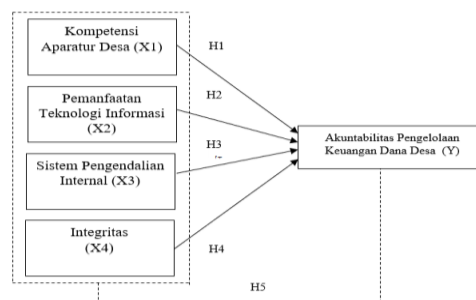 Kompetensi
Aparatur Desa (X1)
H1
Pemanfaatan
Teknologi Informasi
(X2)
H2
Akuntabilitas Pengelolaan
Keuangan Dana Desa (Y)
Sistem Pengendalian
Internal (X3)
H3
Integritas
(X4)
H4
H5